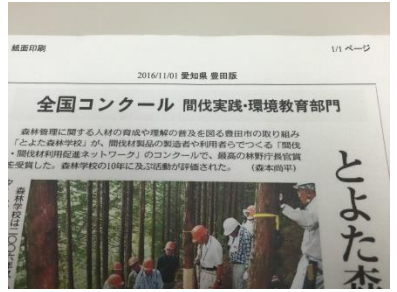 紙面印刷
1/1 ページ
2016/11/01 愛知県 豊田版
全国コンクール 間伐実践・環境教育部門
森林管理に関する人材の育成や理解の普及を図る豊田市の取り組み
「とよた森林学校」が、間伐材製品の製造者や利用者らでつくる「間伐
・間伐材利用促進ネットワーク」のコンクールで、最高の林野庁長官賞
を受賞した。森林学校の10年に及ぶ活動が評価された。 (森本尚平)
とよた森
森林学校は二〇〇六